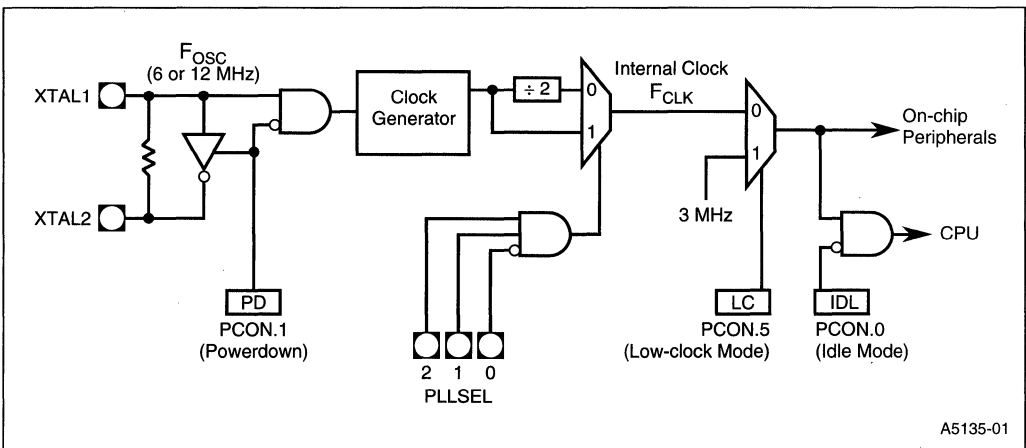 F_OSC
(6 or 12 MHz)
XTAL1
XTAL2
Clock
Generator
÷ 2
0
1
Internal Clock
F_CLK
0
1
3 MHz
On-chip
Peripherals
CPU
PD
PCON.1
(Powerdown)
2 1 0
PLLSEL
LC
PCON.5
(Low-clock Mode)
IDL
PCON.0
(Idle Mode)
A5135-01